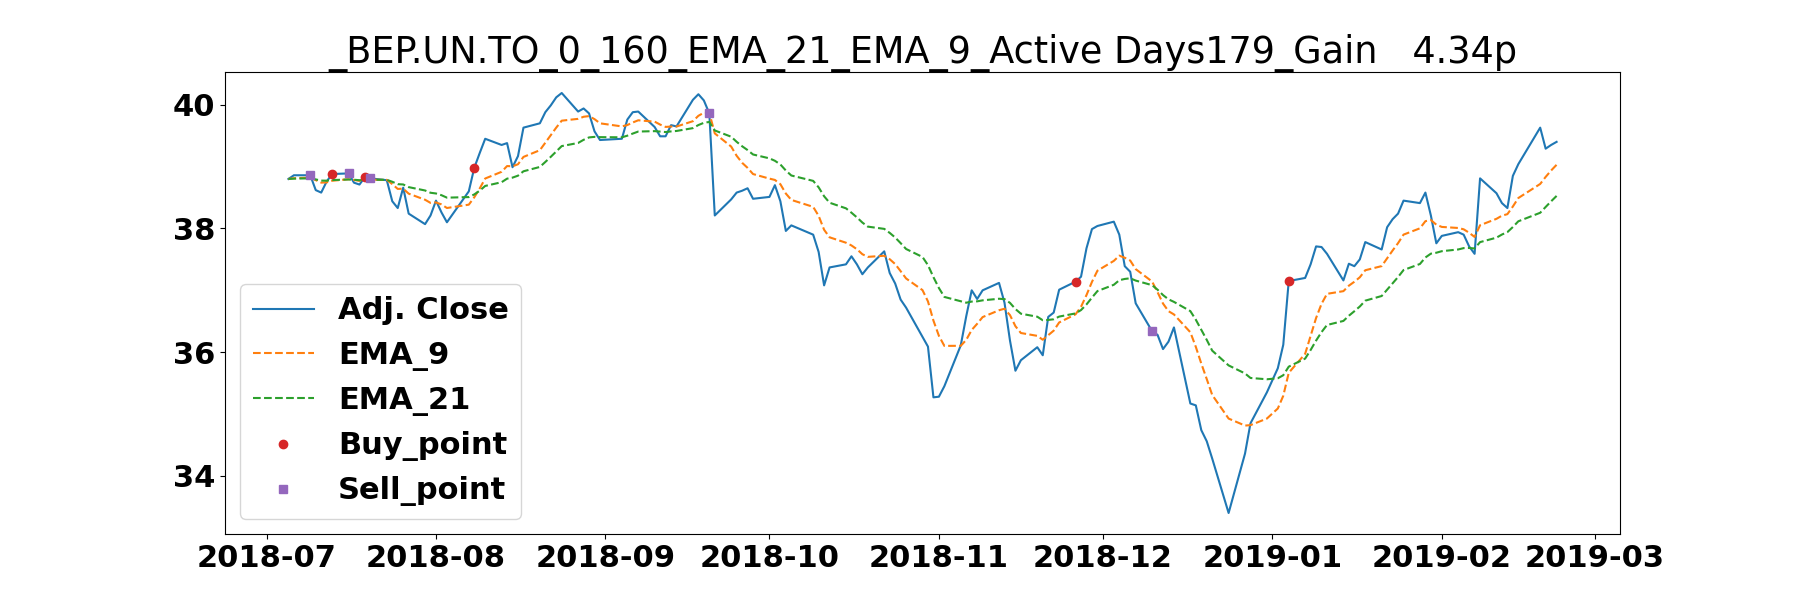 _BEP.UN.TO_0_160_EMA_21_EMA_9_Active Days179_Gain   4.34p
40
38
36
34
Adj. Close
EMA_9
EMA_21
Buy_point
Sell_point
2018-07 2018-08 2018-09 2018-10 2018-11 2018-12 2019-01 2019-02 2019-03